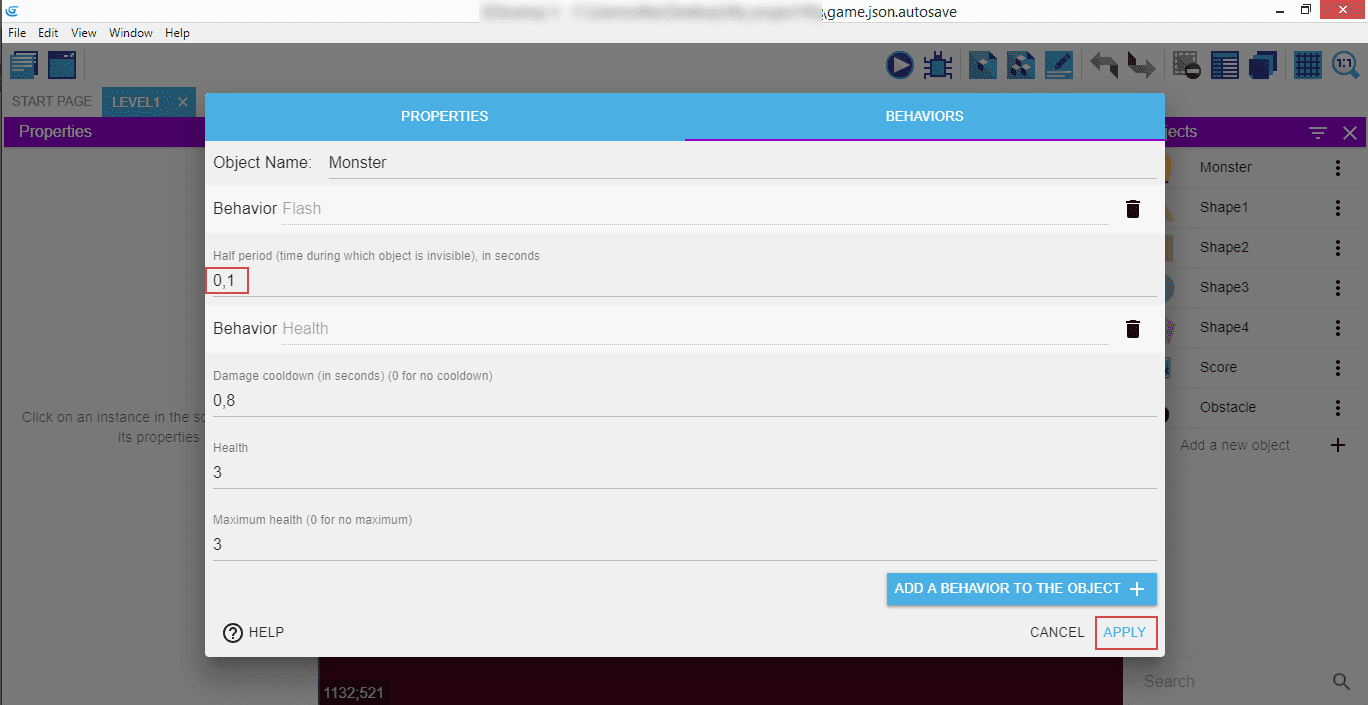 \game.json.autosave
File Edit View Window Help
START PAGE LEVEL1
Properties
PROPERTIES BEHAVIORS
Object Name: Monster
Behavior Flash
Half period (time during which object is invisible), in seconds
0,1
Behavior Health
Damage cooldown (in seconds) (0 for no cooldown)
0,8
Health
3
Maximum health (0 for no maximum)
3
ADD A BEHAVIOR TO THE OBJECT
HELP CANCEL APPLY
Click on an instance in the
its properties
jects
Monster
Shape1
Shape2
Shape3
Shape4
Score
Obstacle
Add a new object
1:1
1132;521
Search